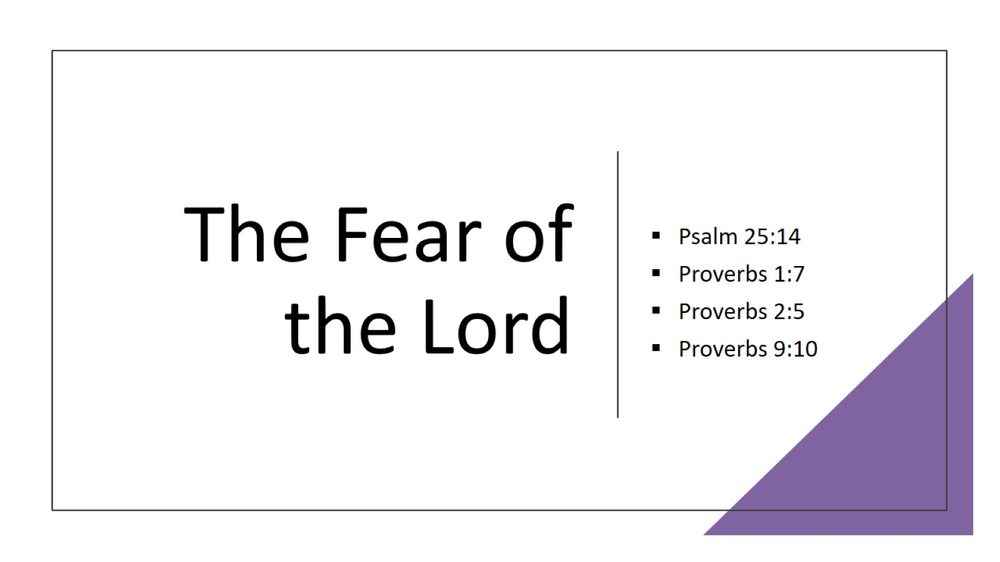 The Fear of
the Lord
▪ Psalm 25:14
▪ Proverbs 1:7
▪ Proverbs 2:5
▪ Proverbs 9:10